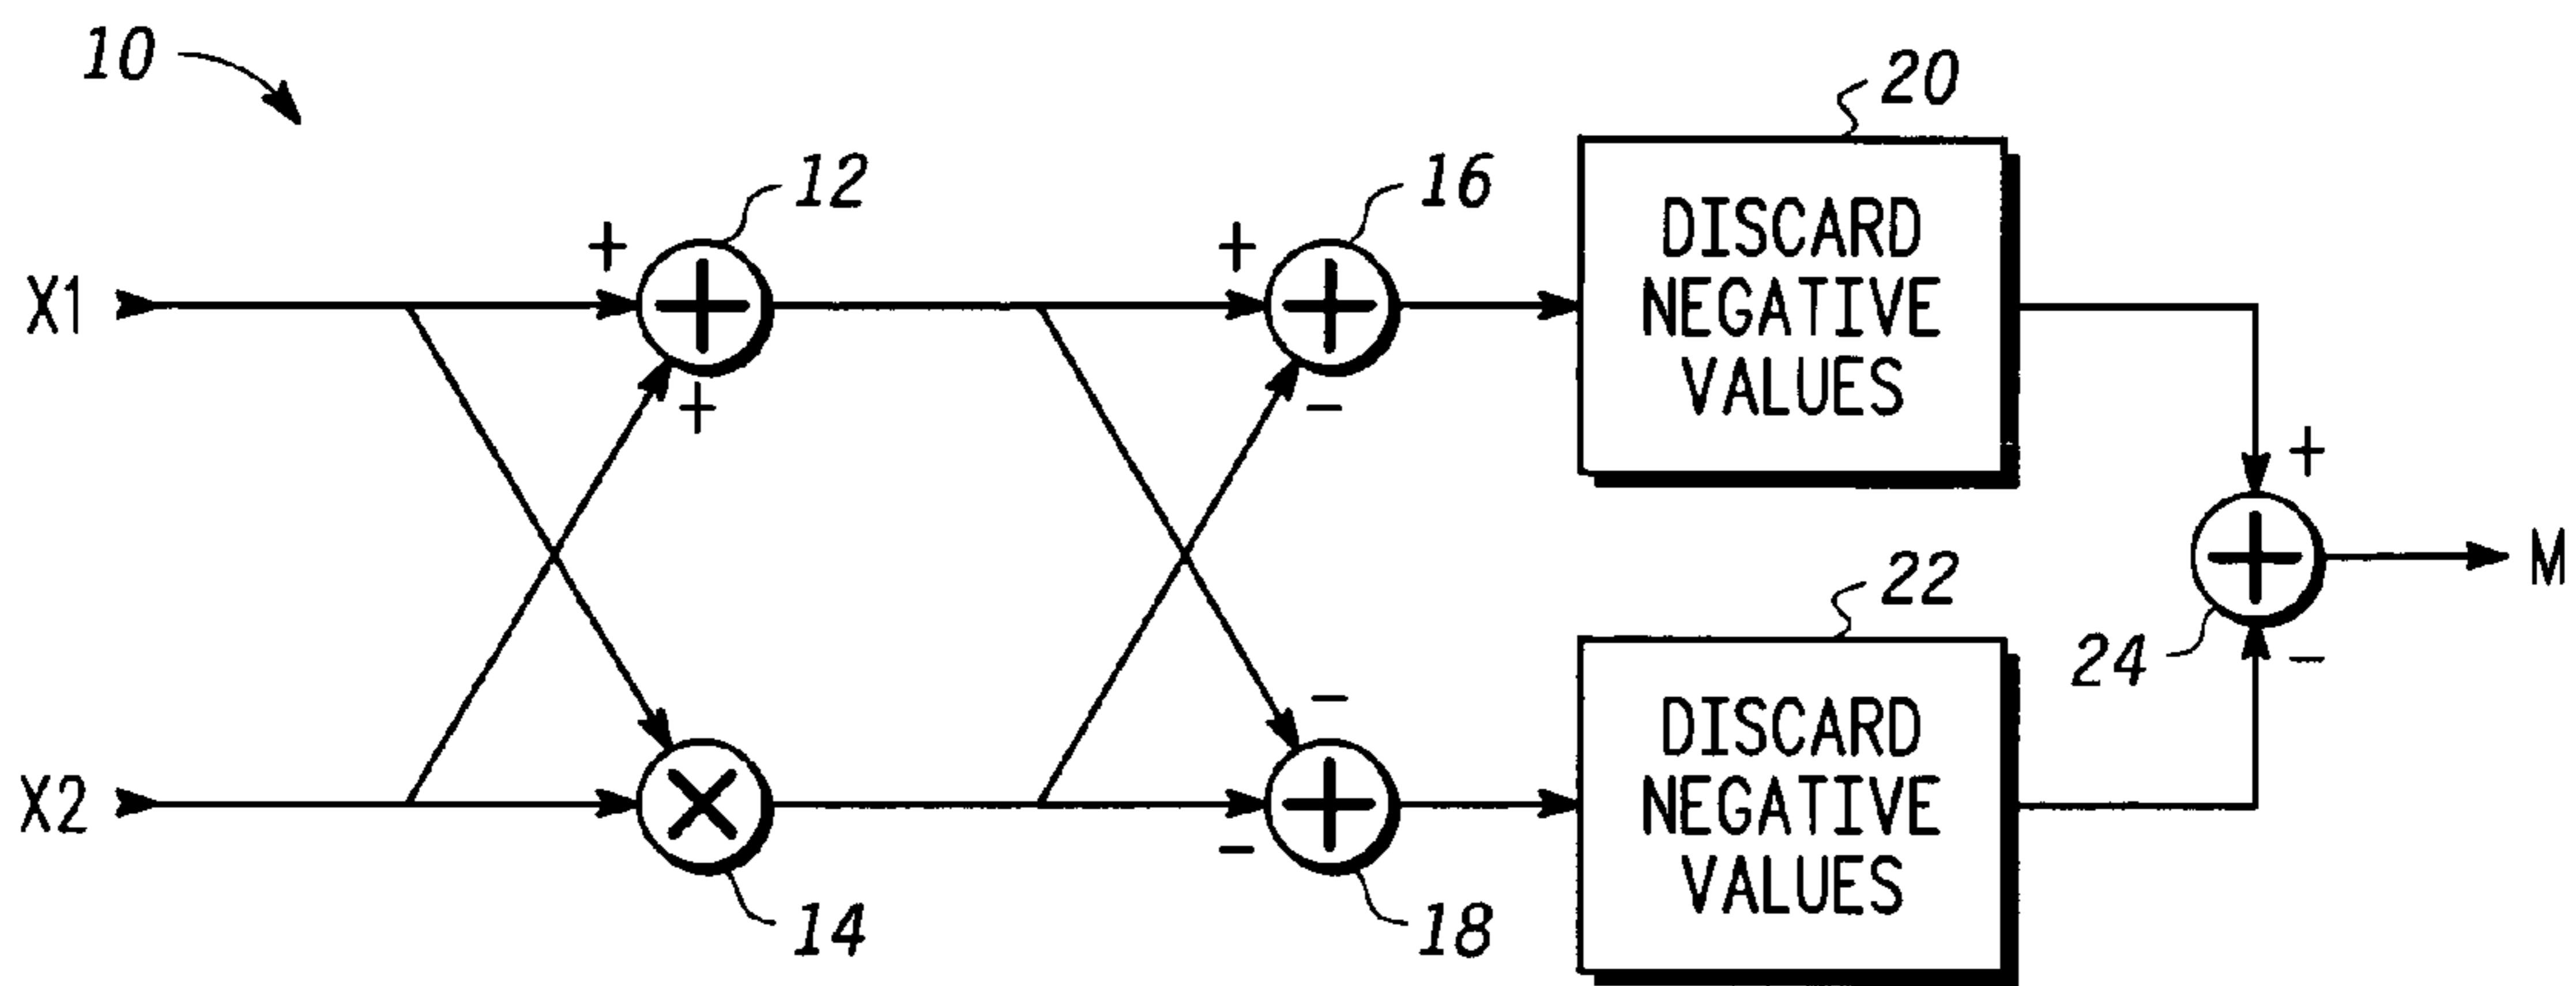 10
12
16
20
X1
+
+
+
-
DISCARD
NEGATIVE
VALUES
+
M
24
-
22
X2
-
-
DISCARD
NEGATIVE
VALUES
14
18